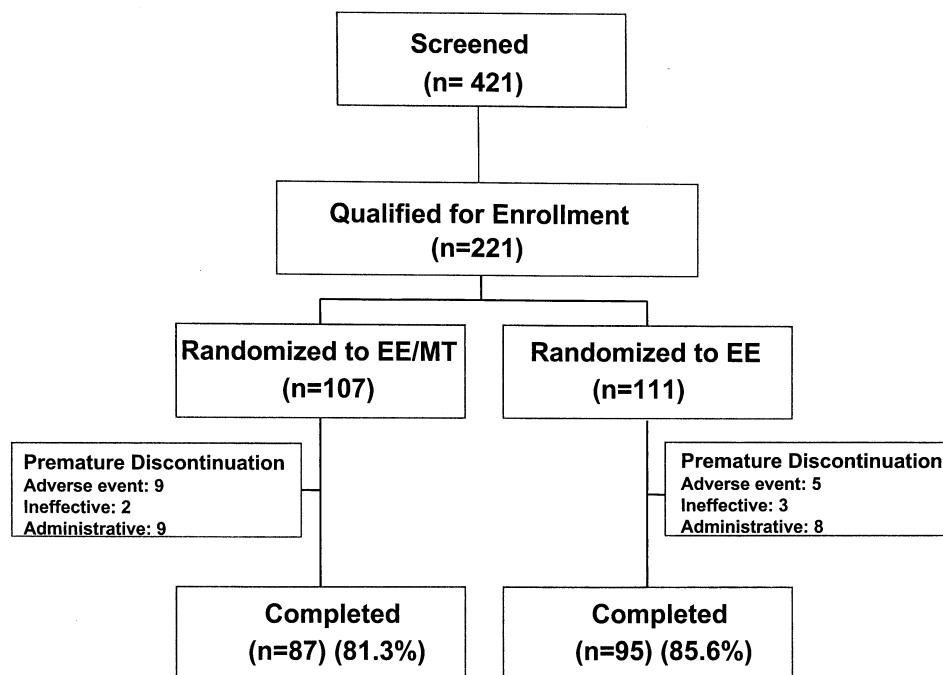 Screened
(n= 421)
Qualified for Enrollment
(n=221)
Randomized to EE/MT
(n=107)
Randomized to EE
(n=111)
Premature Discontinuation
Adverse event: 9
Ineffective: 2
Administrative: 9
Premature Discontinuation
Adverse event: 5
Ineffective: 3
Administrative: 8
Completed
(n=87) (81.3%)
Completed
(n=95) (85.6%)